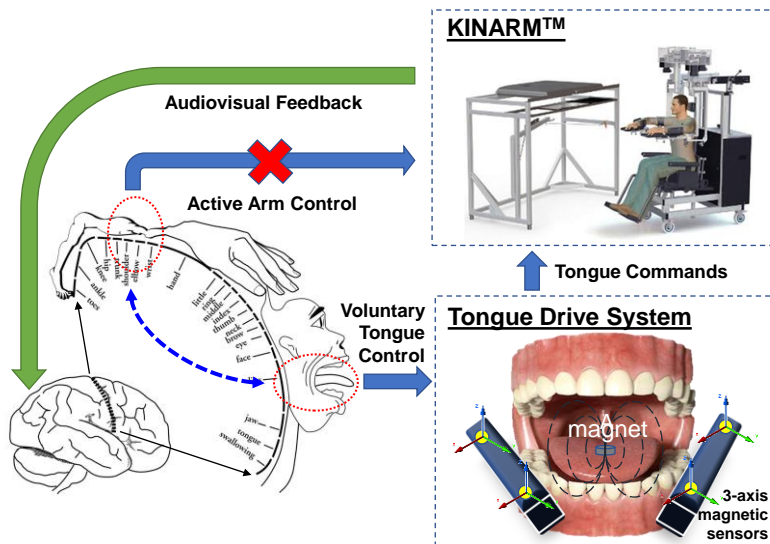 KINARM™
Audiovisual Feedback
Active Arm Control
Tongue Commands
Voluntary
Tongue
Control
Tongue Drive System
toes
ankle
knee
hip
trunk
shoulder
elbow
wrist
hand
little
ring
middle
index
thumb
neck
brow
eye
face
jaw
tongue
swallowing
A
magnet
3-axis
magnetic
sensors